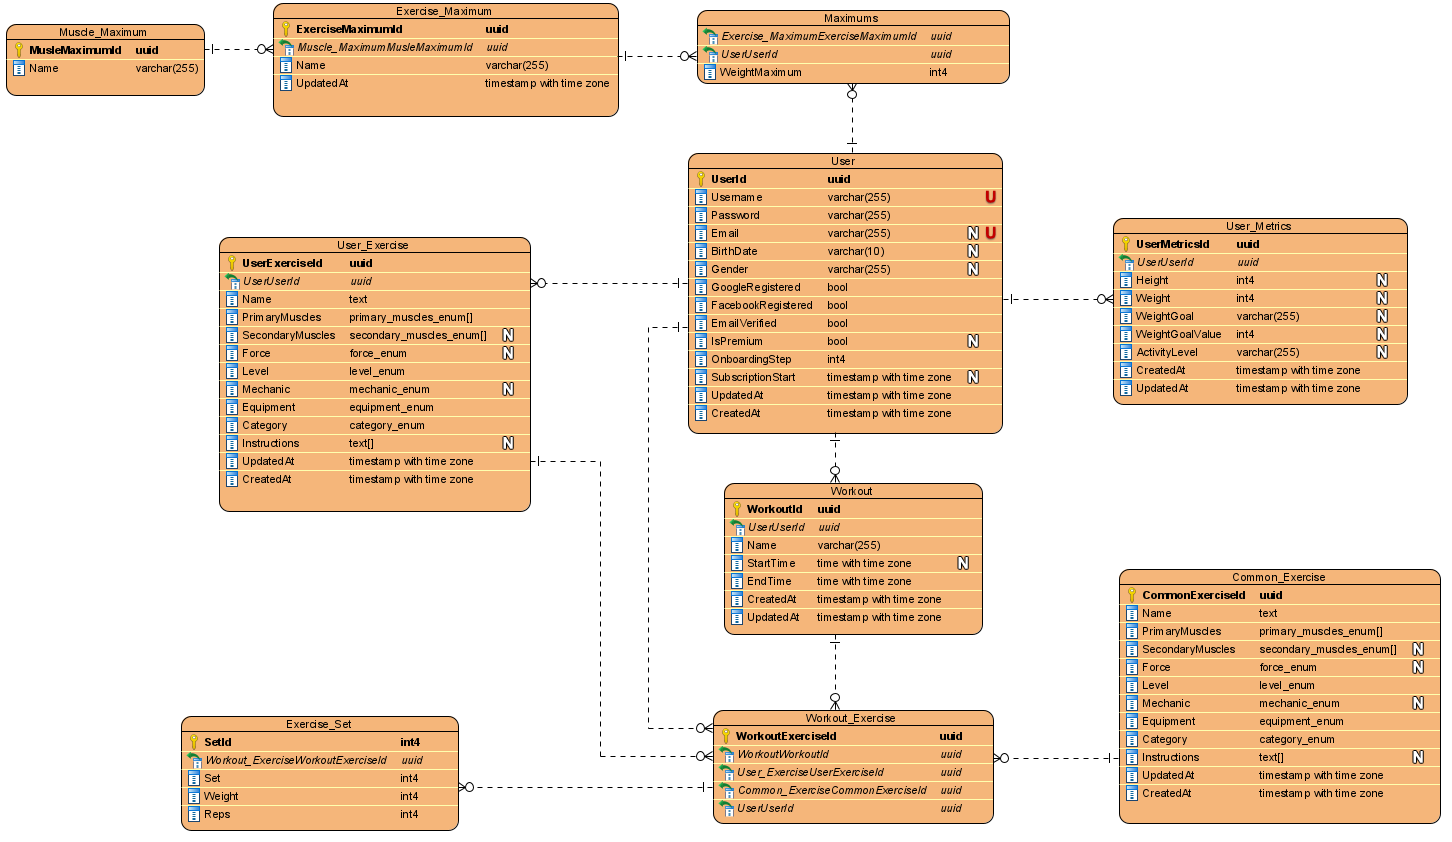 Muscle_Maximum
MusleMaximumId uuid
Name varchar(255)
Exercise_Maximum
ExerciseMaximumId uuid
Muscle_MaximumMusleMaximumId uuid
Name varchar(255)
UpdatedAt timestamp with time zone
Maximums
Exercise_MaximumExerciseMaximumId uuid
UserUserId uuid
WeightMaximum int4
User
UserId uuid
Username varchar(255) U
Password varchar(255)
Email varchar(255) N U
BirthDate varchar(10) N
Gender varchar(255) N
GoogleRegistered bool
FacebookRegistered bool
EmailVerified bool
IsPremium bool N
OnboardingStep int4
SubscriptionStart timestamp with time zone N
UpdatedAt timestamp with time zone
CreatedAt timestamp with time zone
User_Metrics
UserMetricsId uuid
UserUserId uuid
Height int4 N
Weight int4 N
WeightGoal varchar(255) N
WeightGoalValue int4 N
ActivityLevel varchar(255) N
CreatedAt timestamp with time zone
UpdatedAt timestamp with time zone
User_Exercise
UserExerciseId uuid
UserUserId uuid
Name text
PrimaryMuscles primary_muscles_enum[]
SecondaryMuscles secondary_muscles_enum[] N
Force force_enum N
Level level_enum
Mechanic mechanic_enum N
Equipment equipment_enum
Category category_enum
Instructions text[] N
UpdatedAt timestamp with time zone
CreatedAt timestamp with time zone
Workout
WorkoutId uuid
UserUserId uuid
Name varchar(255)
StartTime time with time zone N
EndTime time with time zone
CreatedAt timestamp with time zone
UpdatedAt timestamp with time zone
Common_Exercise
CommonExerciseId uuid
Name text
PrimaryMuscles primary_muscles_enum[]
SecondaryMuscles secondary_muscles_enum[] N
Force force_enum N
Level level_enum
Mechanic mechanic_enum N
Equipment equipment_enum
Category category_enum
Instructions text[] N
UpdatedAt timestamp with time zone
CreatedAt timestamp with time zone
Exercise_Set
SetId int4
Workout_ExerciseWorkoutExerciseId uuid
Set int4
Weight int4
Reps int4
Workout_Exercise
WorkoutExerciseId uuid
WorkoutWorkoutId uuid
User_ExerciseUserExerciseId uuid
Common_ExerciseCommonExerciseId uuid
UserUserId uuid